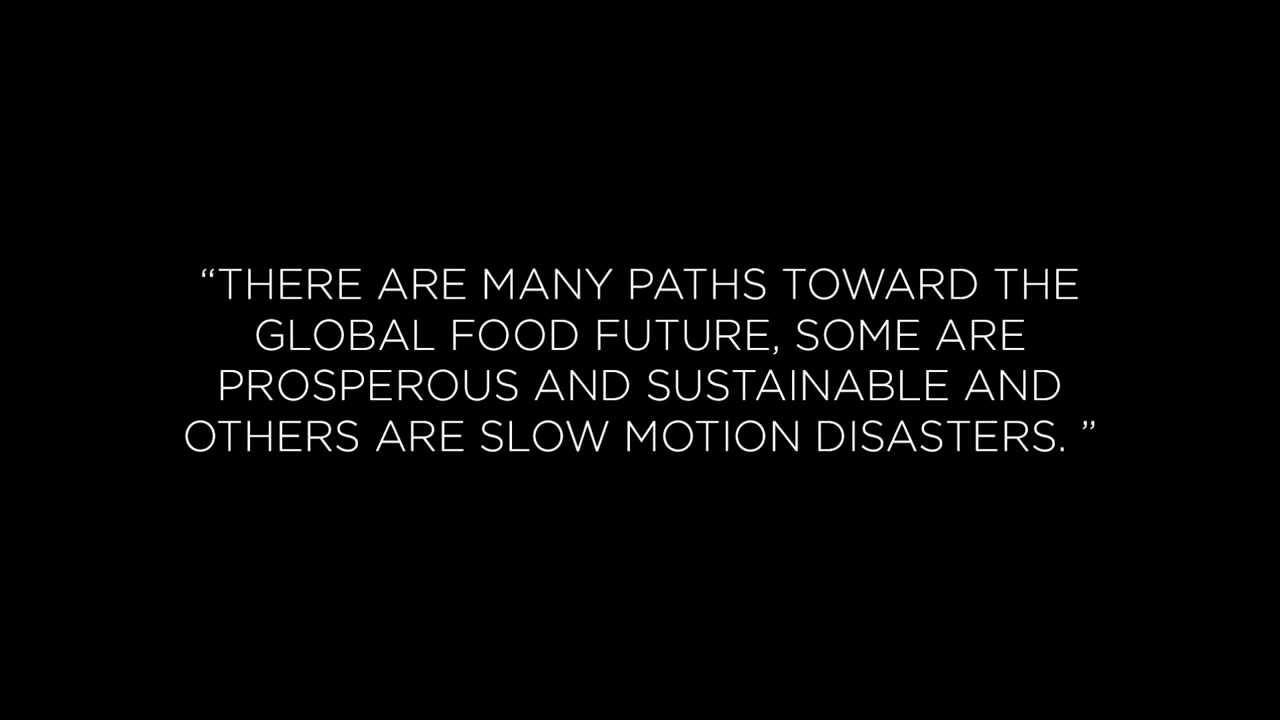 “THERE ARE MANY PATHS TOWARD THE
GLOBAL FOOD FUTURE, SOME ARE
PROSPEROUS AND SUSTAINABLE AND
OTHERS ARE SLOW MOTION DISASTERS. ”